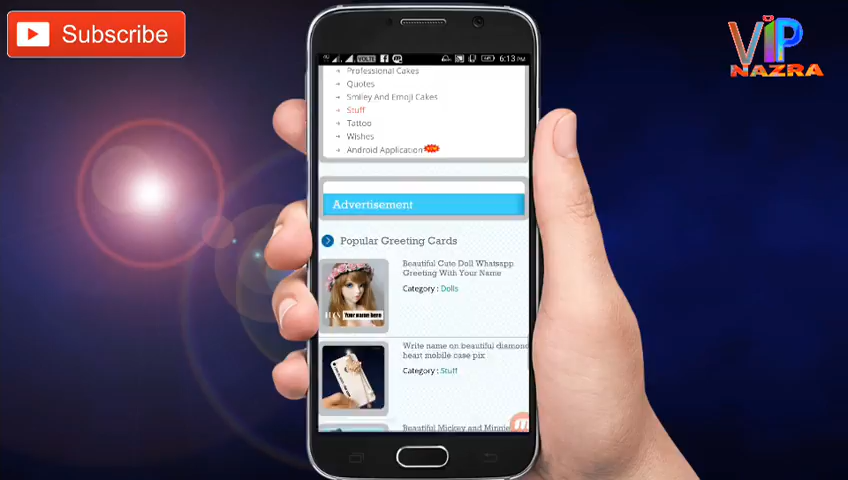 Subscribe
VIP
NAZRA
VOLTE
6:13 PM
Professional Cakes
Quotes
Smiley And Emoji Cakes
Stuff
Tattoo
Wishes
Android Application
Advertisement
Popular Greeting Cards
Beautiful Cute Doll Whatsapp
Greeting With Your Name
Category : Dolls
Your name here
Write name on beautiful diamond
heart mobile case pix
Category : Stuff
Beautiful Mickey and Minnie